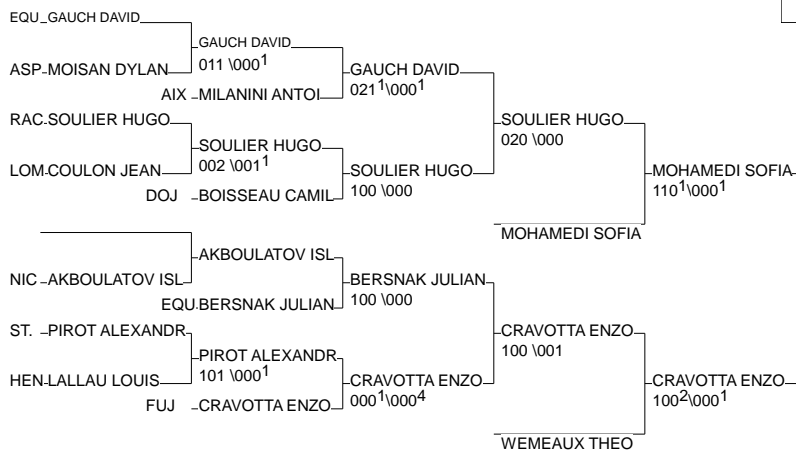 EQU GAUCH DAVID
GAUCH DAVID
011 \000¹
ASP MOISAN DYLAN
GAUCH DAVID
021¹\000¹
AIX MILANINI ANTOI
RAC SOULIER HUGO
SOULIER HUGO
020 \000
SOULIER HUGO
002 \001¹
LOM COULON JEAN
SOULIER HUGO
100 \000
MOHAMEDI SOFIA
110¹\000¹
DOJ BOISSEAU CAMIL
MOHAMEDI SOFIA
AKBOULATOV ISL
NIC AKBOULATOV ISL
BERSNAK JULIAN
100 \000
EQU BERSNAK JULIAN
ST. PIROT ALEXANDR
CRAVOTTA ENZO
100 \001
PIROT ALEXANDR
101 \000¹
HEN LALLAU LOUIS
CRAVOTTA ENZO
000¹\000⁴
CRAVOTTA ENZO
100²\000¹
FUJ CRAVOTTA ENZO
WEMEAUX THEO